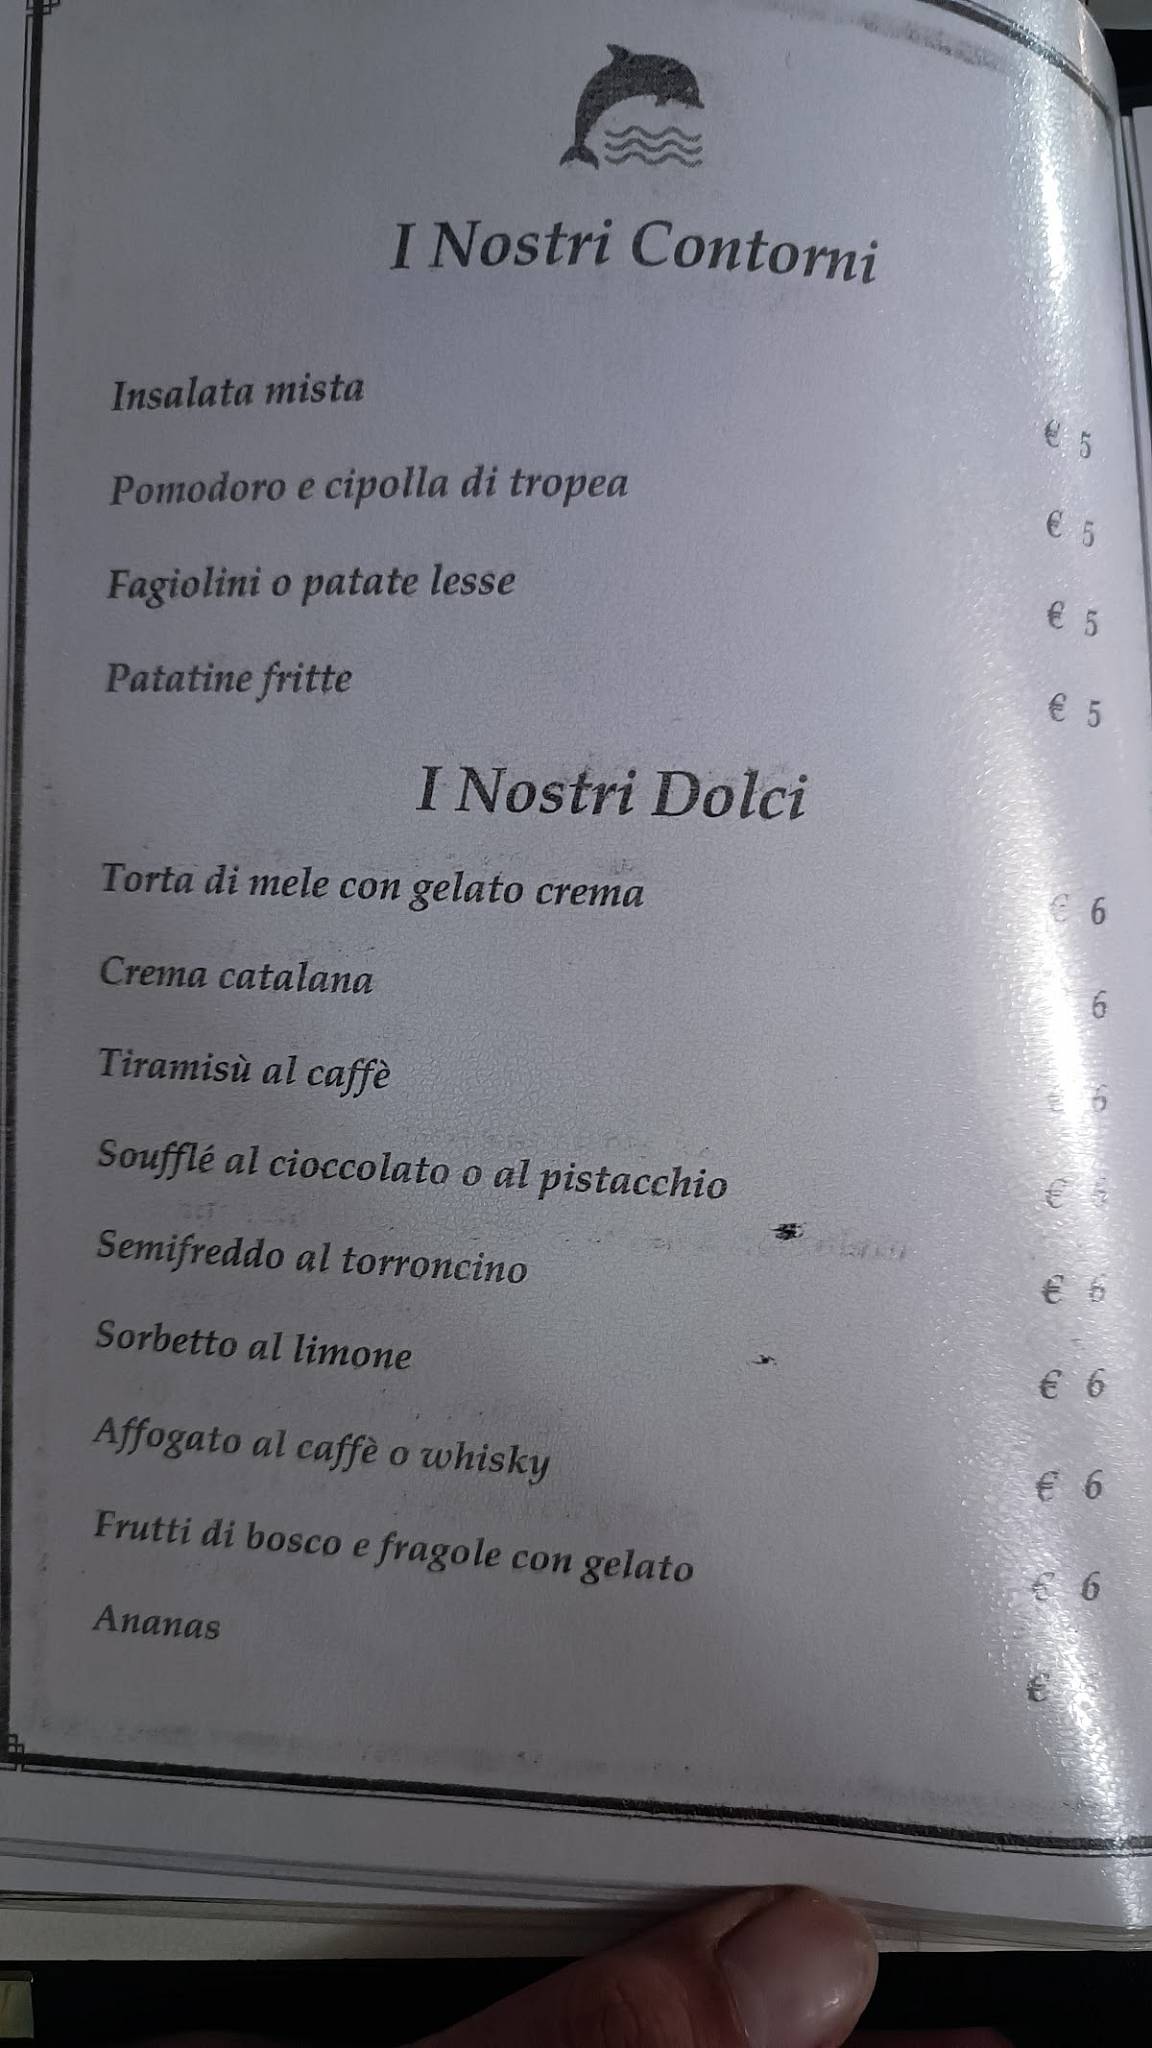 I Nostri Contorni
Insalata mista € 5
Pomodoro e cipolla di tropea € 5
Fagiolini o patate lesse € 5
Patatine fritte € 5
I Nostri Dolci
Torta di mele con gelato crema € 6
Crema catalana 6
Tiramisù al caffè € 6
Soufflé al cioccolato o al pistacchio € 6
Semifreddo al torroncino € 6
Sorbetto al limone € 6
Affogato al caffè o whisky € 6
Frutti di bosco e fragole con gelato € 6
Ananas €